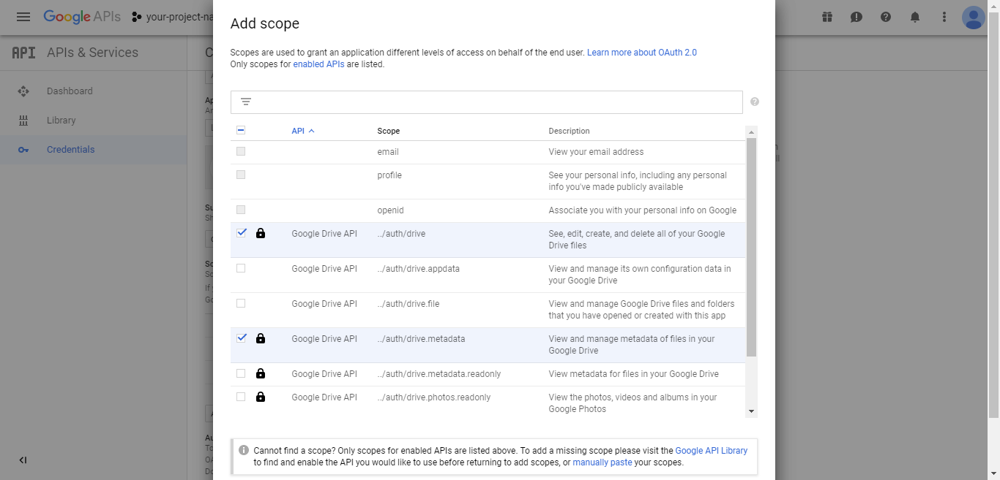 Google APIs
your-project-na
Add scope
Scopes are used to grant an application different levels of access on behalf of the end user. Learn more about OAuth 2.0
Only scopes for enabled APIs are listed.
API APIs & Services
Dashboard
Library
Credentials
API Scope Description
email View your email address
profile See your personal info, including any personal
info you've made publicly available
openid Associate you with your personal info on Google
Google Drive API ../auth/drive See, edit, create, and delete all of your Google
Drive files
Google Drive API ../auth/drive.appdata View and manage its own configuration data in
your Google Drive
Google Drive API ../auth/drive.file View and manage Google Drive files and folders
that you have opened or created with this app
Google Drive API ../auth/drive.metadata View and manage metadata of files in your
Google Drive
Google Drive API ../auth/drive.metadata.readonly View metadata for files in your Google Drive
Google Drive API ../auth/drive.photos.readonly View the photos, videos and albums in your
Google Photos
Cannot find a scope? Only scopes for enabled APIs are listed above. To add a missing scope please visit the Google API Library
to find and enable the API you would like to use before returning to add scopes, or manually paste your scopes.